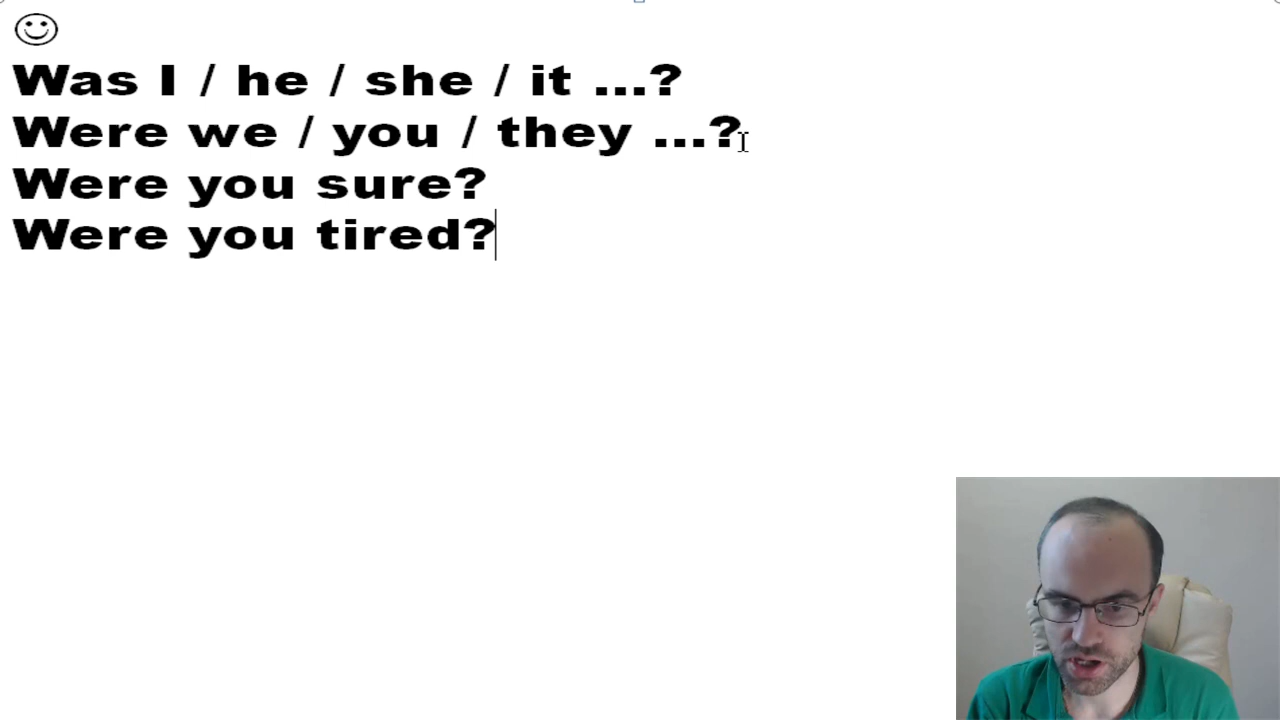 Was I / he / she / it ...?
Were we / you / they ...?
Were you sure?
Were you tired?